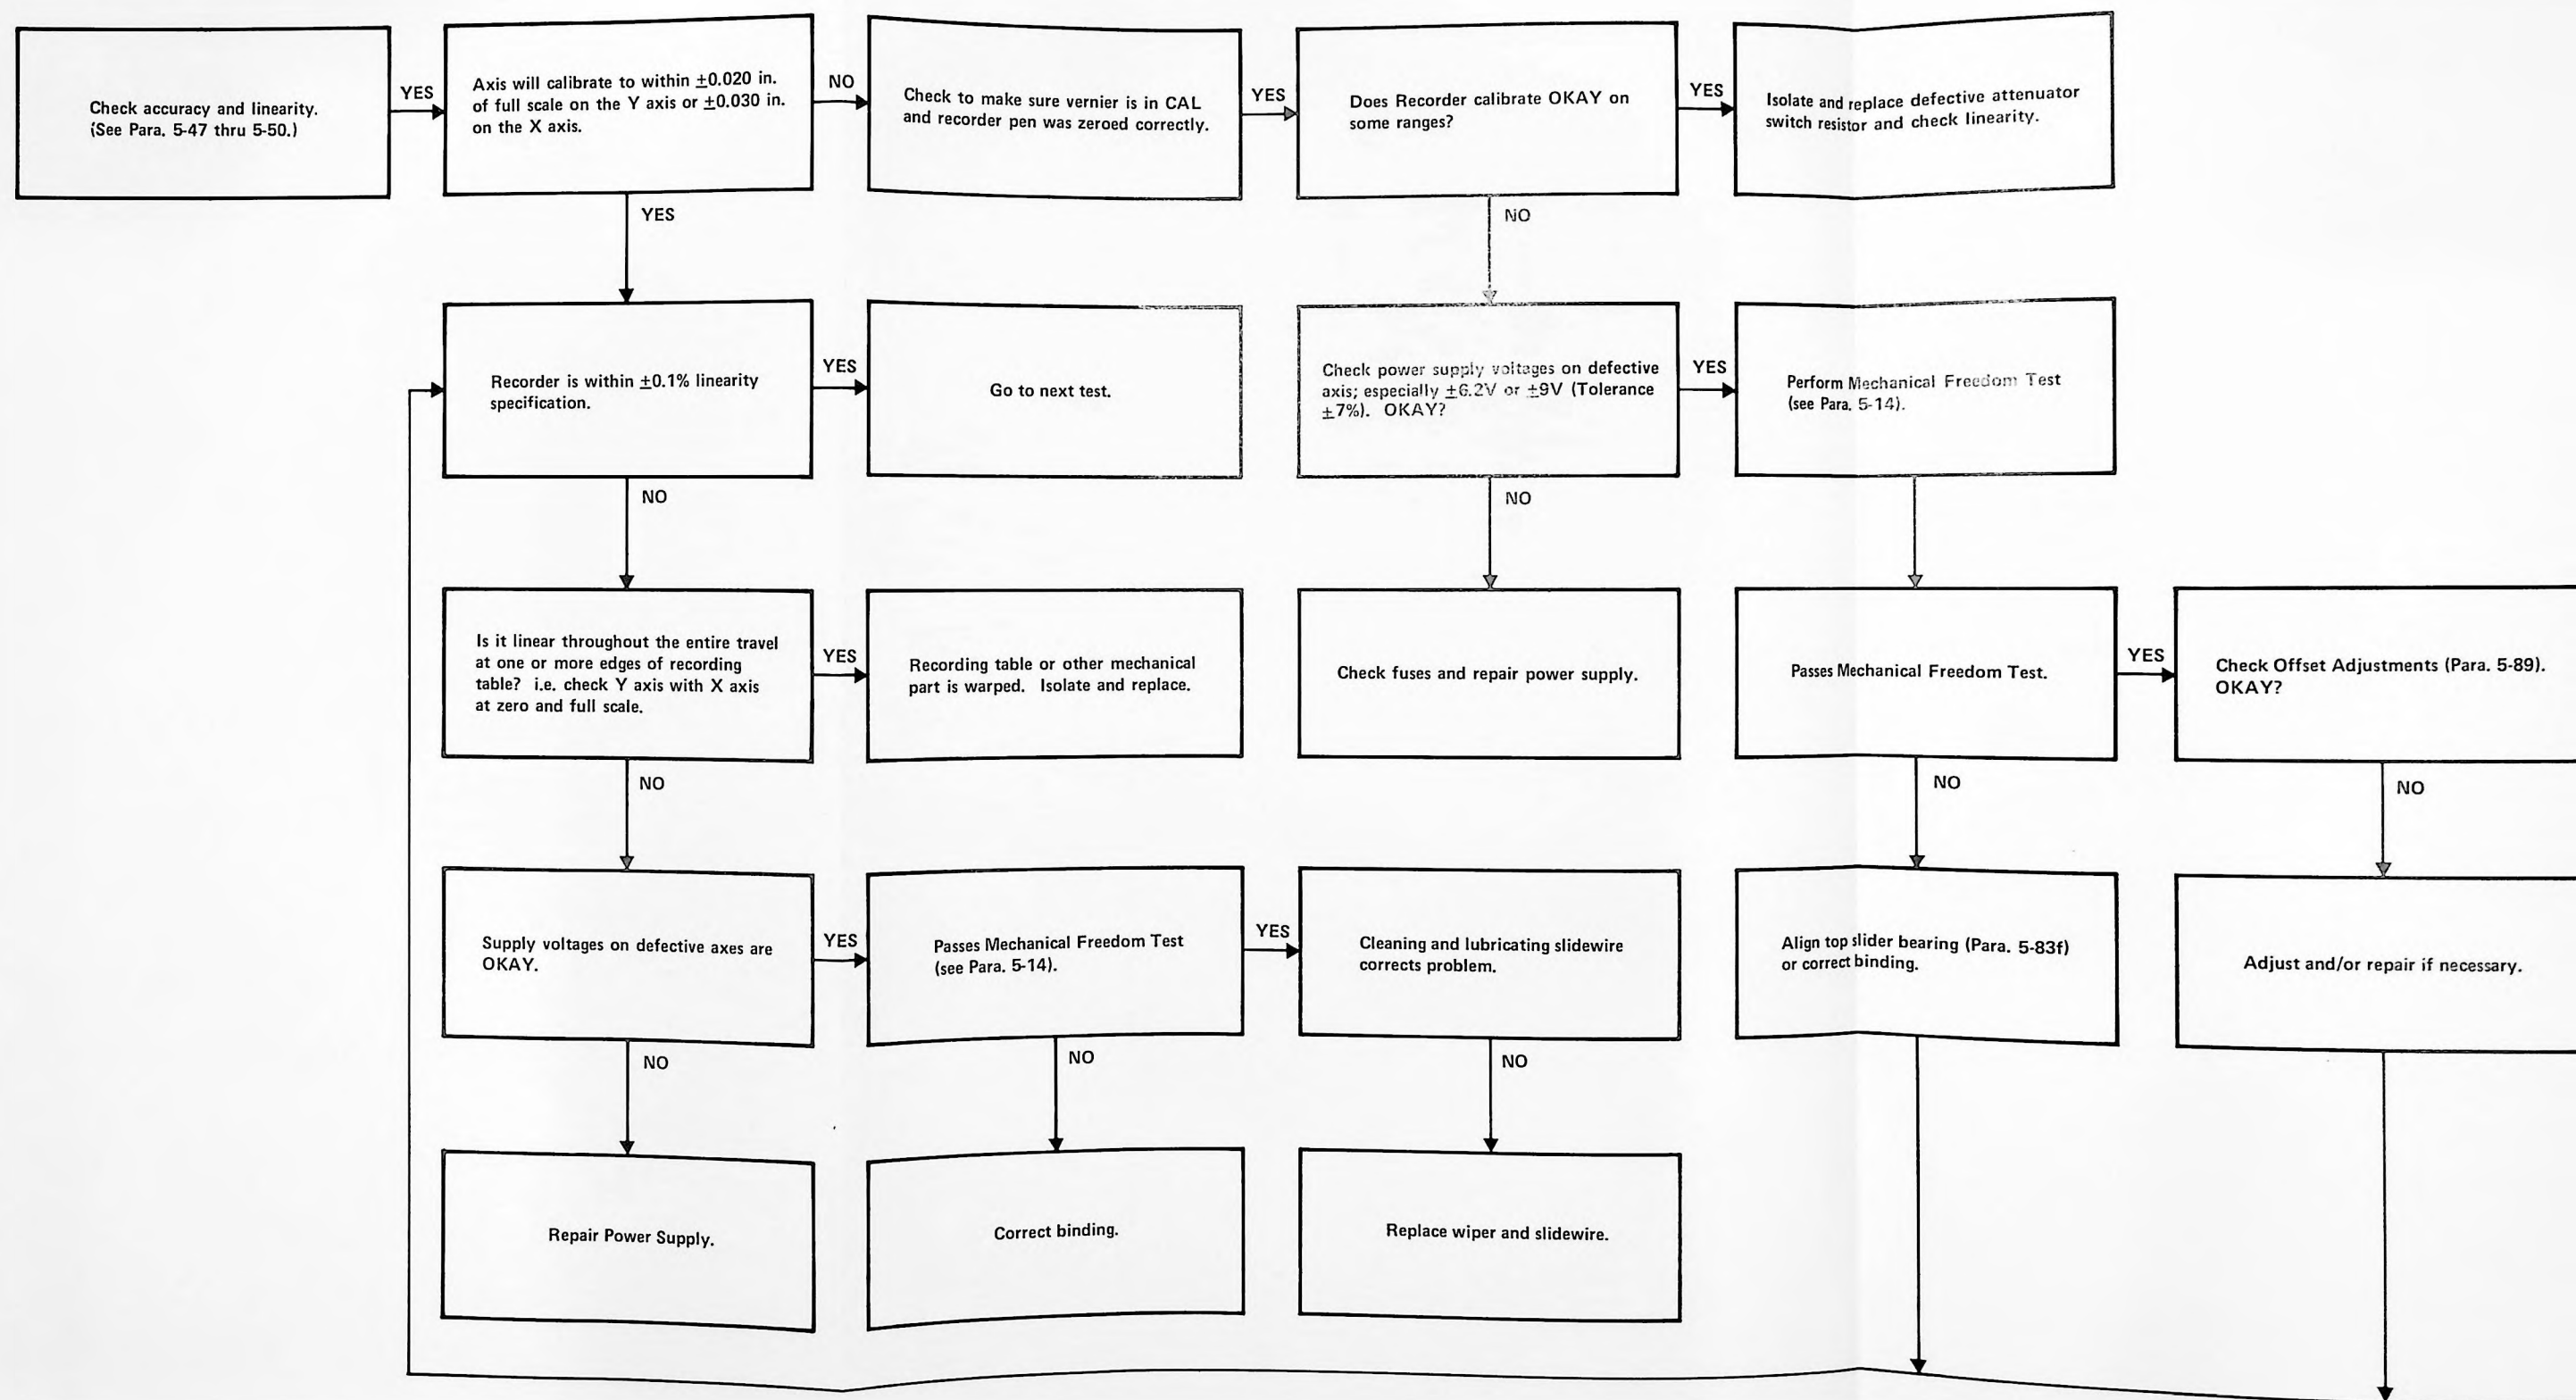 Check accuracy and linearity.
(See Para. 5-47 thru 5-50.)
YES
Axis will calibrate to within ±0.020 in.
of full scale on the Y axis or ±0.030 in.
on the X axis.
NO
Check to make sure vernier is in CAL
and recorder pen was zeroed correctly.
YES
Does Recorder calibrate OKAY on
some ranges?
YES
Isolate and replace defective attenuator
switch resistor and check linearity.
YES
NO
Recorder is within ±0.1% linearity
specification.
YES
Go to next test.
Check power supply voltages on defective
axis; especially ±6.2V or ±9V (Tolerance
±7%). OKAY?
YES
Perform Mechanical Freedom Test
(see Para. 5-14).
NO
NO
Is it linear throughout the entire travel
at one or more edges of recording
table? i.e. check Y axis with X axis
at zero and full scale.
YES
Recording table or other mechanical
part is warped. Isolate and replace.
Check fuses and repair power supply.
Passes Mechanical Freedom Test.
YES
Check Offset Adjustments (Para. 5-89).
OKAY?
NO
NO
NO
Supply voltages on defective axes are
OKAY.
YES
Passes Mechanical Freedom Test
(see Para. 5-14).
YES
Cleaning and lubricating slidewire
corrects problem.
Align top slider bearing (Para. 5-83f)
or correct binding.
Adjust and/or repair if necessary.
NO
NO
NO
Repair Power Supply.
Correct binding.
Replace wiper and slidewire.